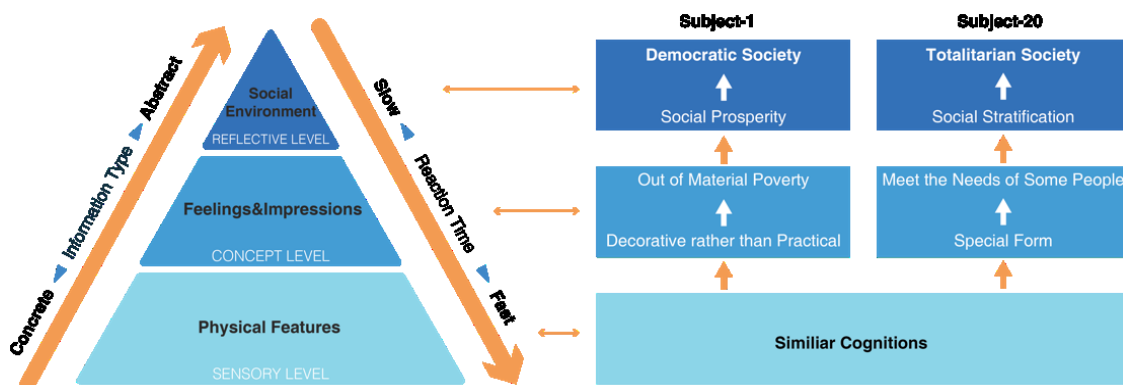 Concrete
Information Type
Abstract
Social
Environment
REFLECTIVE LEVEL
Feelings&Impressions
CONCEPT LEVEL
Physical Features
SENSORY LEVEL
Slow
Reaction Time
Fast
Subject-1
Democratic Society
Social Prosperity
Out of Material Poverty
Decorative rather than Practical
Subject-20
Totalitarian Society
Social Stratification
Meet the Needs of Some People
Special Form
Similiar Cognitions